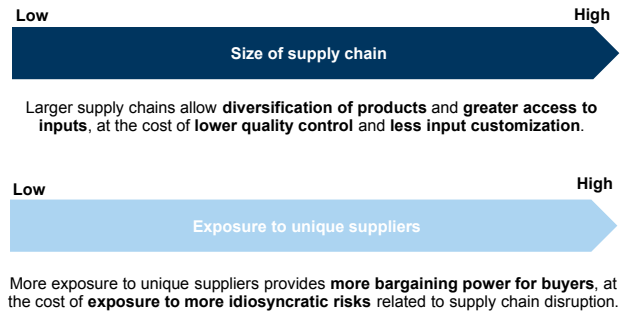 Low High
Size of supply chain
Larger supply chains allow diversification of products and greater access to
inputs, at the cost of lower quality control and less input customization.
Low High
Exposure to unique suppliers
More exposure to unique suppliers provides more bargaining power for buyers, at
the cost of exposure to more idiosyncratic risks related to supply chain disruption.